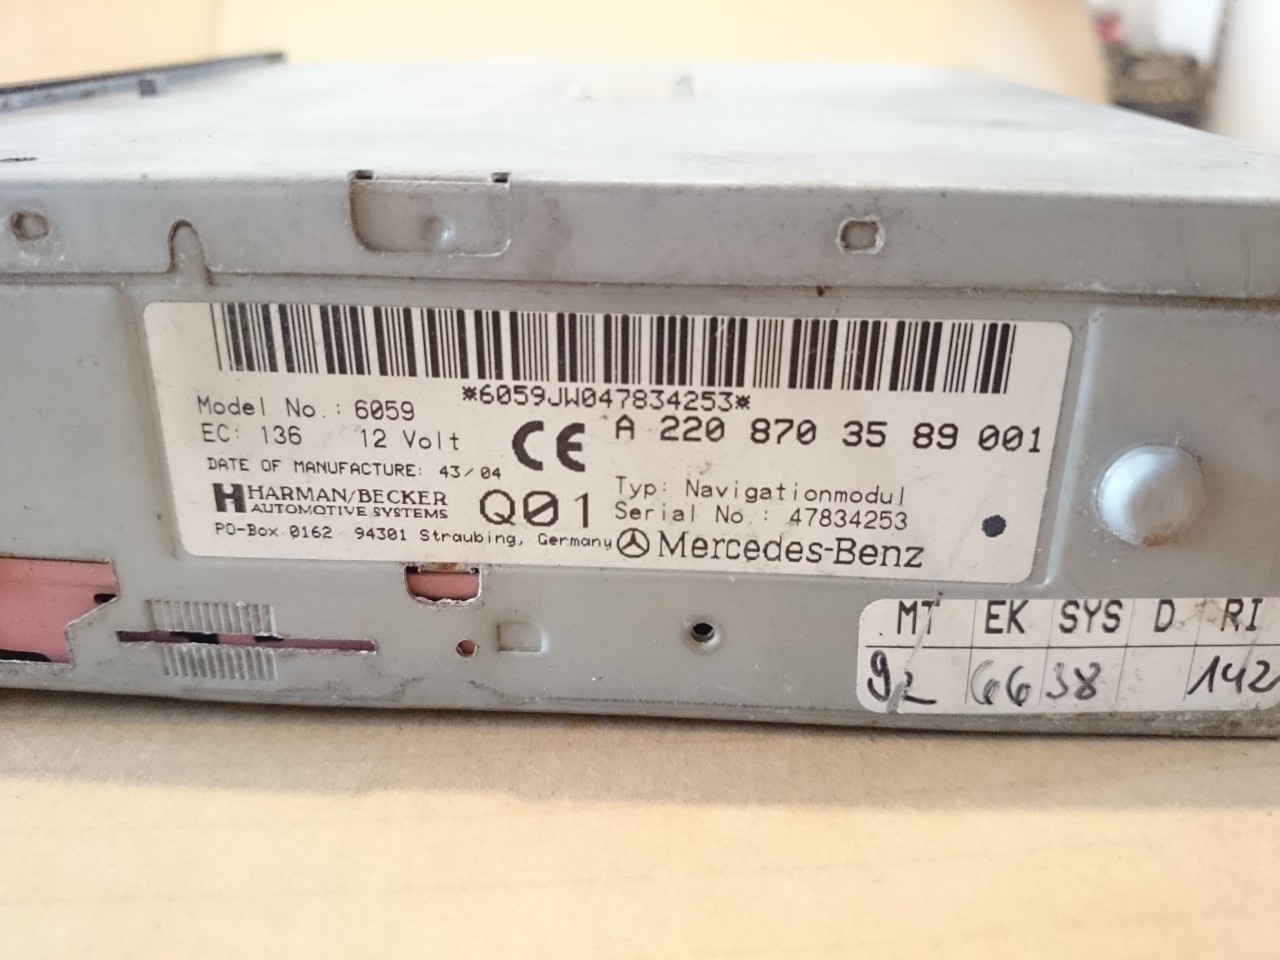 *6059JW047834253*
Model No.: 6059
EC: 136 12 Volt
CE
A 220 870 35 89 001
DATE OF MANUFACTURE: 43/04
HARMAN/BECKER
AUTOMOTIVE SYSTEMS
Q01
Typ: Navigationmodul
Serial No.: 47834253
PO-Box 0162 94301 Straubing, Germany
Mercedes-Benz
MT EK SYS D RI
92 66 38 142